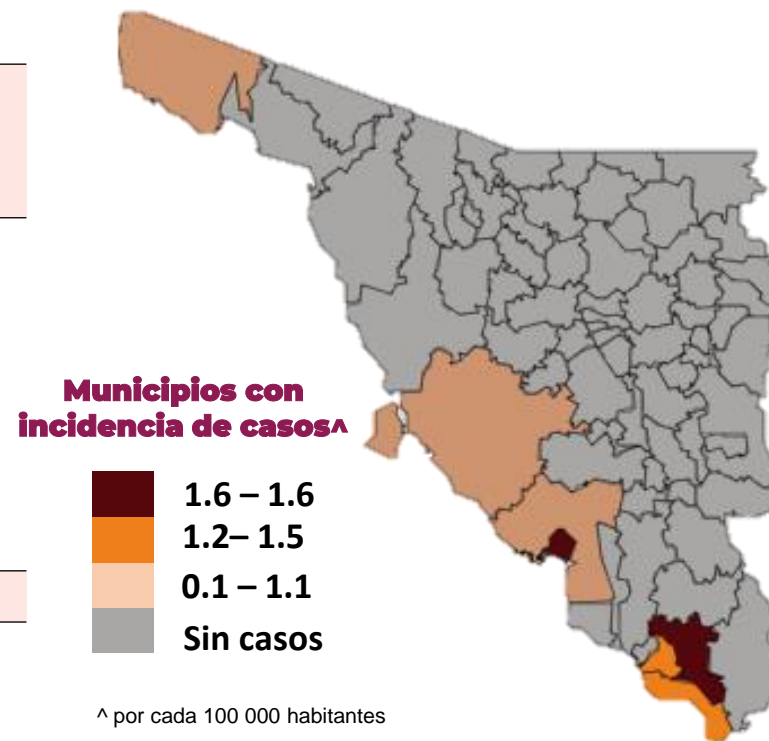 Municipios con
incidencia de casos^
1.6 – 1.6
1.2– 1.5
0.1 – 1.1
Sin casos
^ por cada 100 000 habitantes